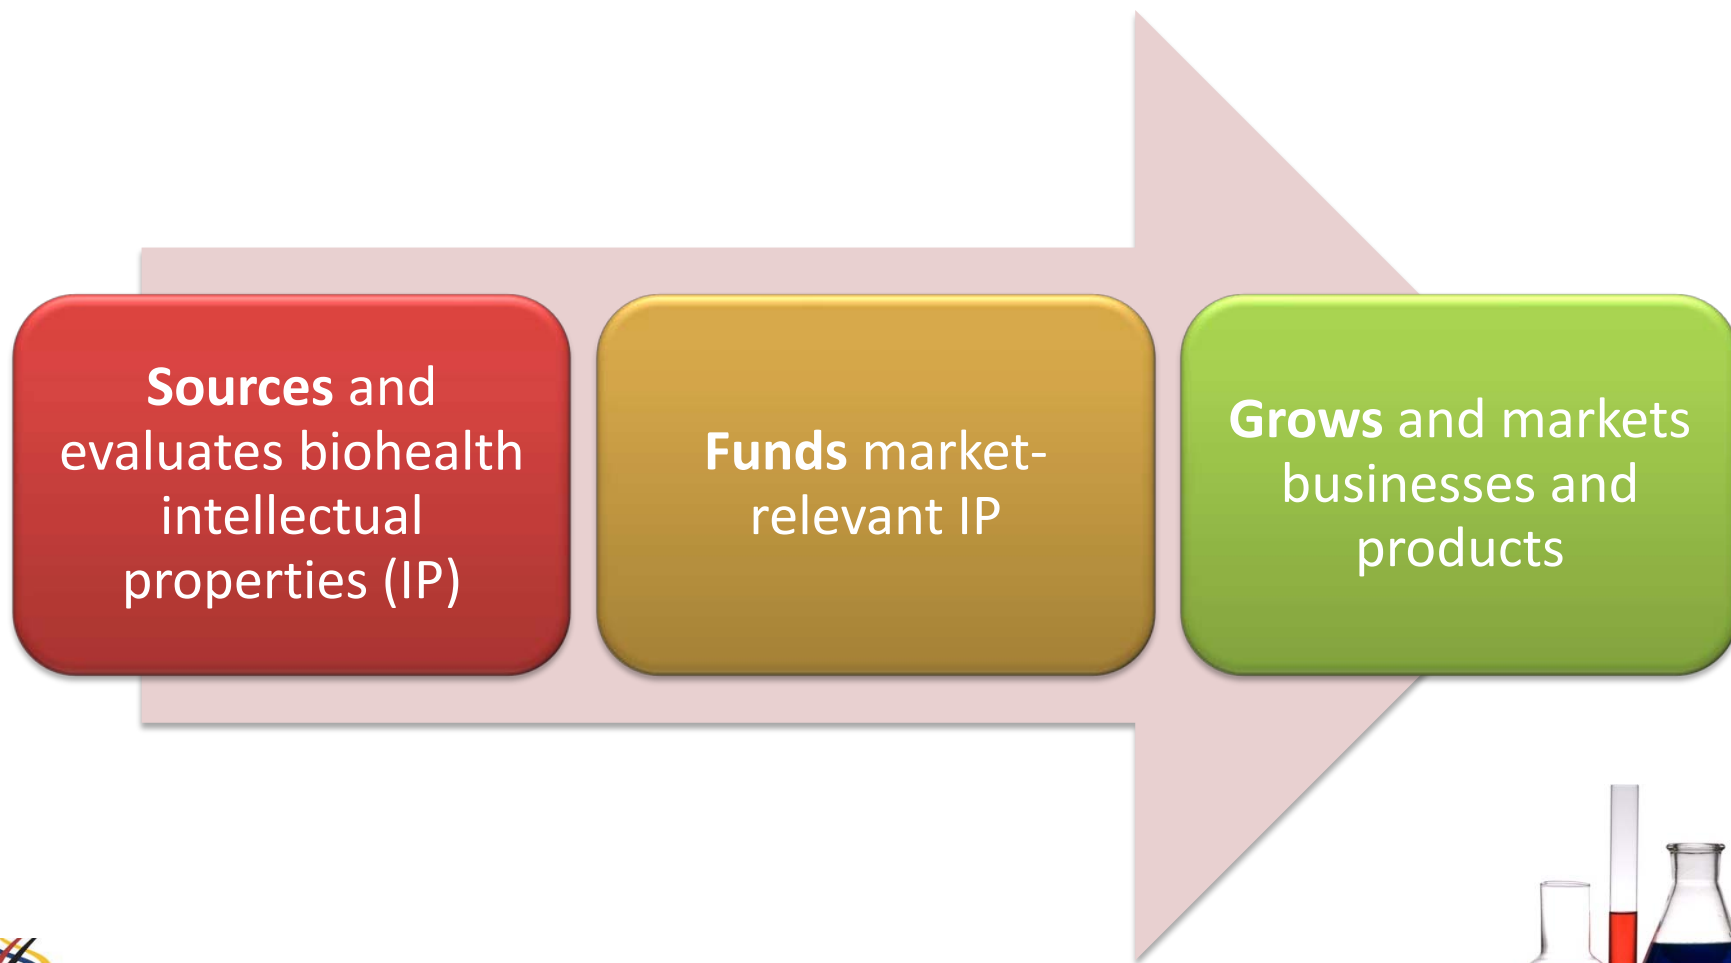 Sources and
evaluates biohealth
intellectual
properties (IP)
Funds market-
relevant IP
Grows and markets
businesses and
products